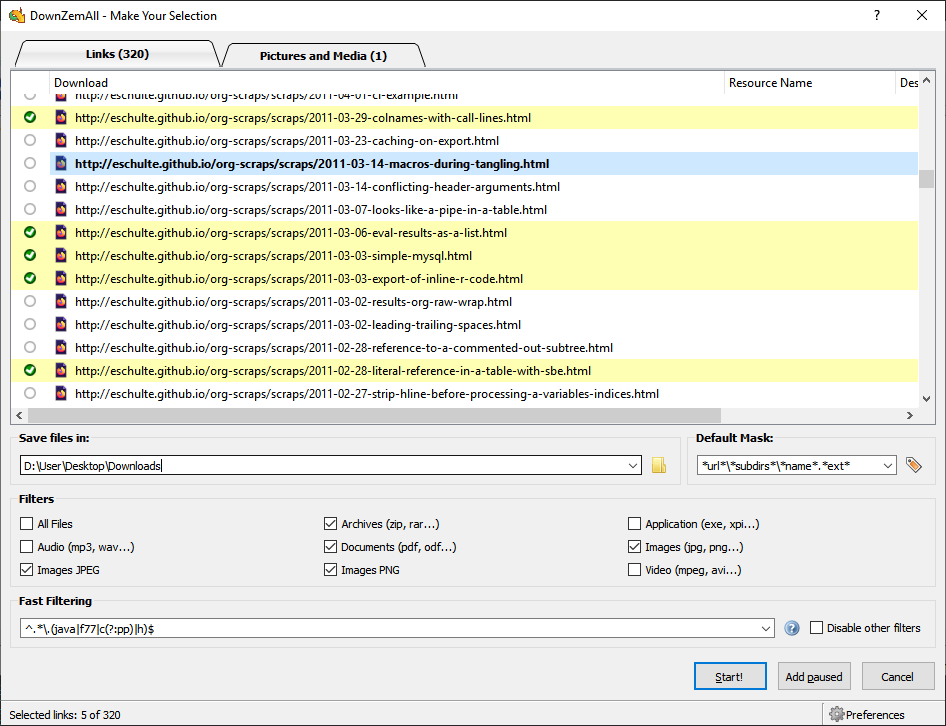 DownZemAll - Make Your Selection
Links (320) Pictures and Media (1)
Download Resource Name Des
http://eschulte.github.io/org-scraps/scraps/2011-04-01-cl-example.html
http://eschulte.github.io/org-scraps/scraps/2011-03-29-colnames-with-call-lines.html
http://eschulte.github.io/org-scraps/scraps/2011-03-23-caching-on-export.html
http://eschulte.github.io/org-scraps/scraps/2011-03-14-macros-during-tangling.html
http://eschulte.github.io/org-scraps/scraps/2011-03-14-conflicting-header-arguments.html
http://eschulte.github.io/org-scraps/scraps/2011-03-07-looks-like-a-pipe-in-a-table.html
http://eschulte.github.io/org-scraps/scraps/2011-03-06-eval-results-as-a-list.html
http://eschulte.github.io/org-scraps/scraps/2011-03-03-simple-mysql.html
http://eschulte.github.io/org-scraps/scraps/2011-03-03-export-of-inline-r-code.html
http://eschulte.github.io/org-scraps/scraps/2011-03-02-results-org-raw-wrap.html
http://eschulte.github.io/org-scraps/scraps/2011-03-02-leading-trailing-spaces.html
http://eschulte.github.io/org-scraps/scraps/2011-02-28-reference-to-a-commented-out-subtree.html
http://eschulte.github.io/org-scraps/scraps/2011-02-28-literal-reference-in-a-table-with-sbe.html
http://eschulte.github.io/org-scraps/scraps/2011-02-27-strip-hline-before-processing-a-variables-indices.html
Save files in: Default Mask:
D:\User\Desktop\Downloads *url*\*subdirs*\*name*.*ext*
Filters
All Files Archives (zip, rar...) Application (exe, xpi...)
Audio (mp3, wav...) Documents (pdf, odf...) Images (jpg, png...)
Images JPEG Images PNG Video (mpeg, avi...)
Fast Filtering
^.*\.(java|f77|c(?:pp)|h)$ Disable other filters
Start! Add paused Cancel
Selected links: 5 of 320 Preferences